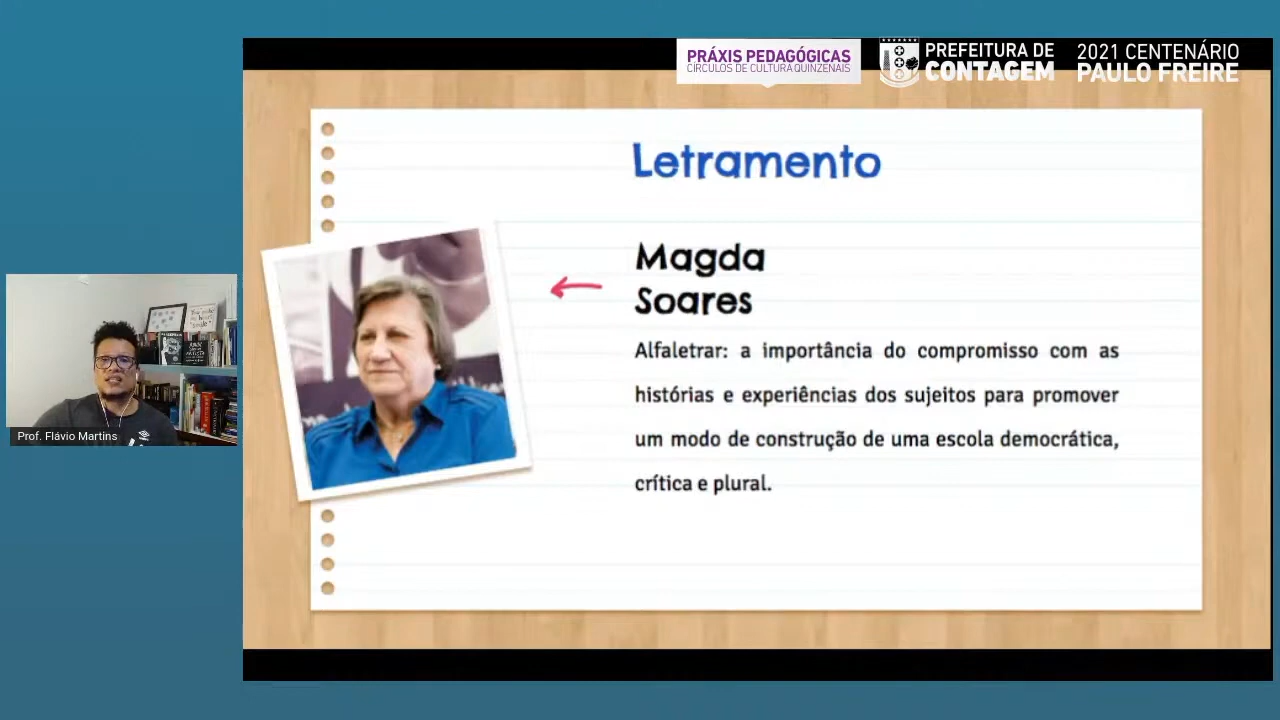 PRÁXIS PEDAGÓGICAS
CÍRCULOS DE CULTURA QUINZENAIS
PREFEITURA DE
CONTAGEM
2021 CENTENÁRIO
PAULO FREIRE
Letramento
Magda
Soares
Alfaletrar: a importância do compromisso com as
histórias e experiências dos sujeitos para promover
um modo de construção de uma escola democrática,
crítica e plural.
Prof. Flávio Martins